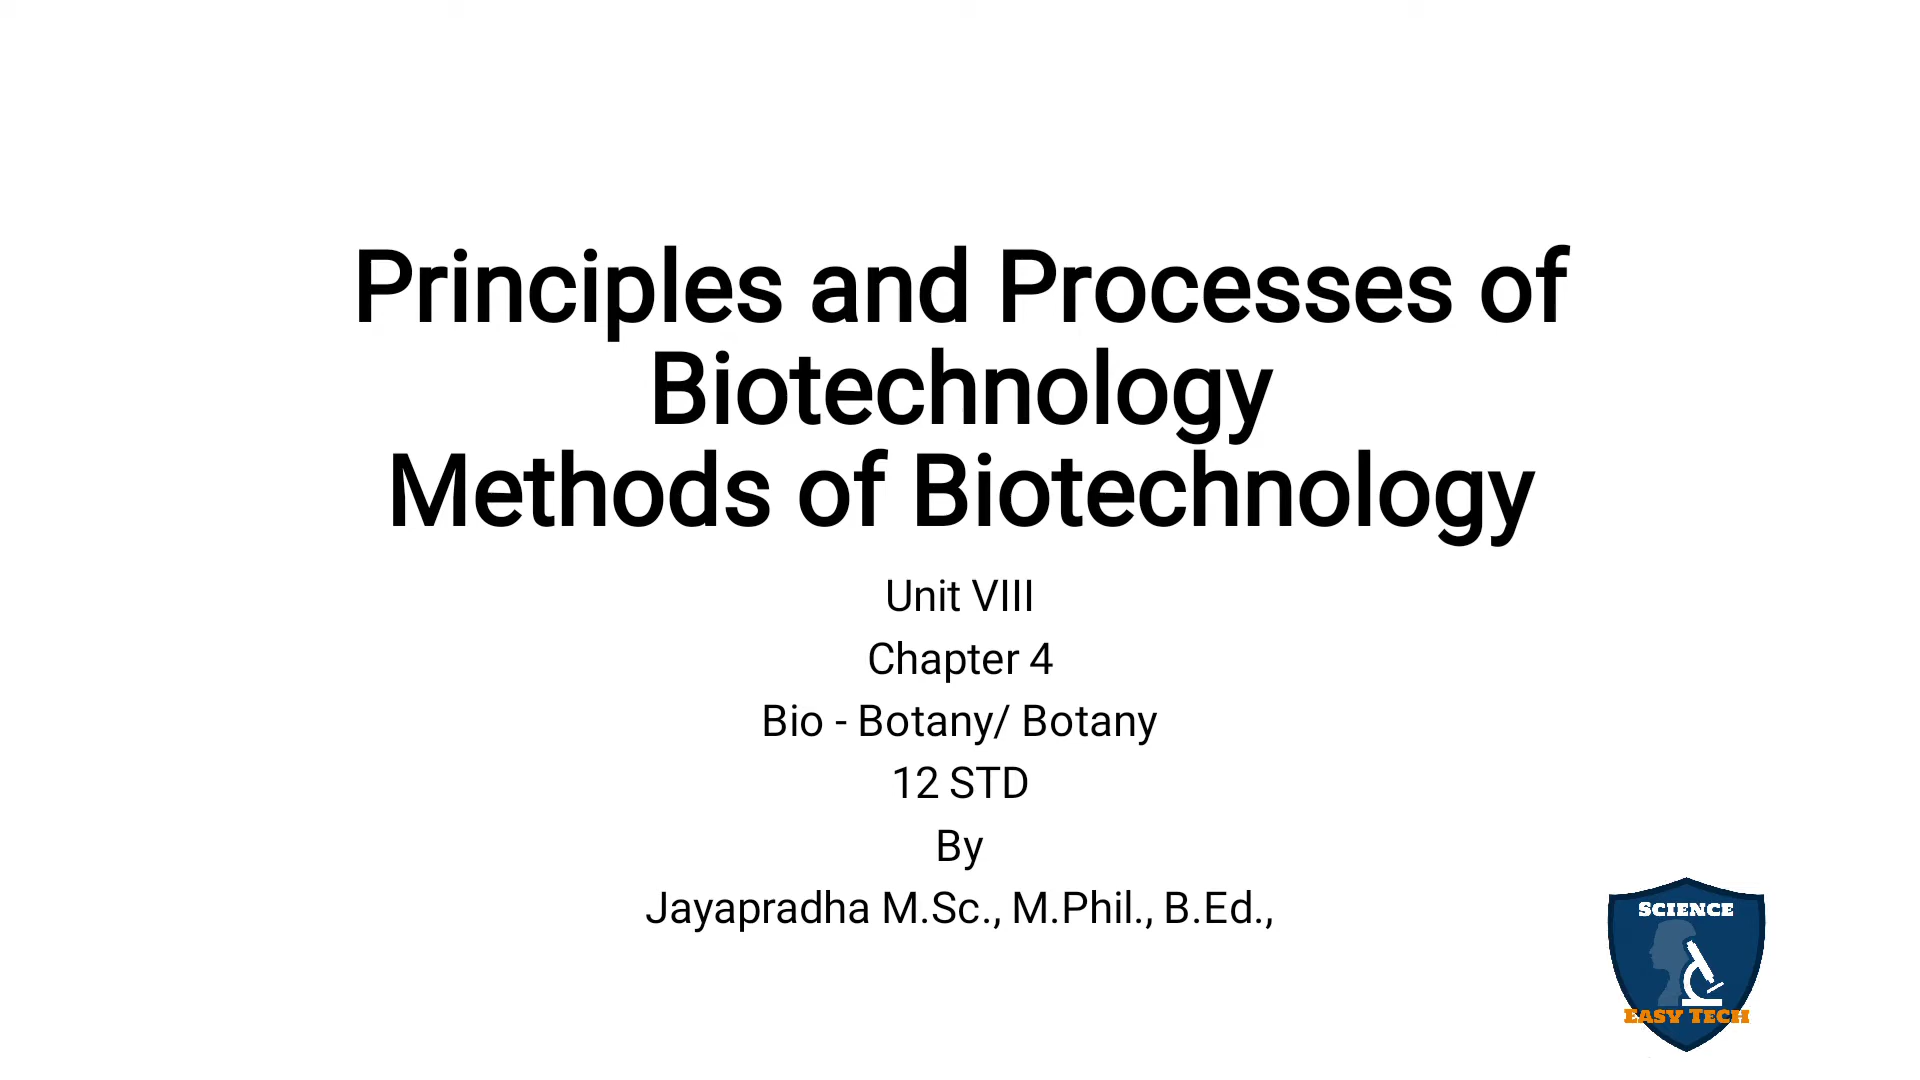 Principles and Processes of
Biotechnology
Methods of Biotechnology
Unit VIII
Chapter 4
Bio - Botany/ Botany
12 STD
By
Jayapradha M.Sc., M.Phil., B.Ed.,
SCIENCE
EASY TECH